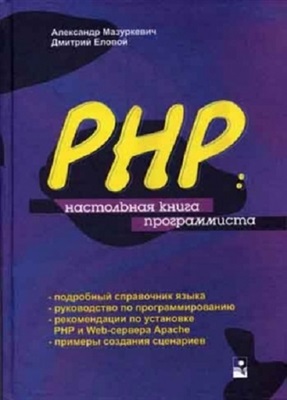 Александр Мазуркевич
Дмитрий Еловой
PHP:
настольная книга
программиста
- подробный справочник языка
- руководство по программированию
- рекомендации по установке
PHP и Web-сервера Apache
- примеры создания сценариев